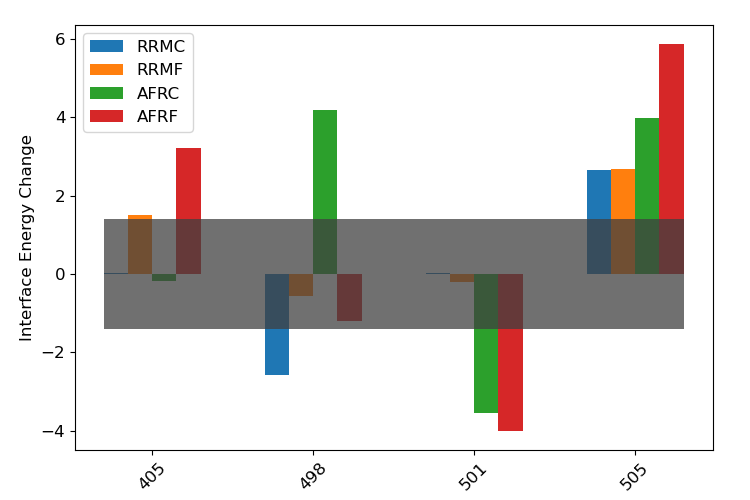 RRMC
RRMF
AFRC
AFRF
Interface Energy Change
6
4
2
0
−2
−4
405
498
501
505